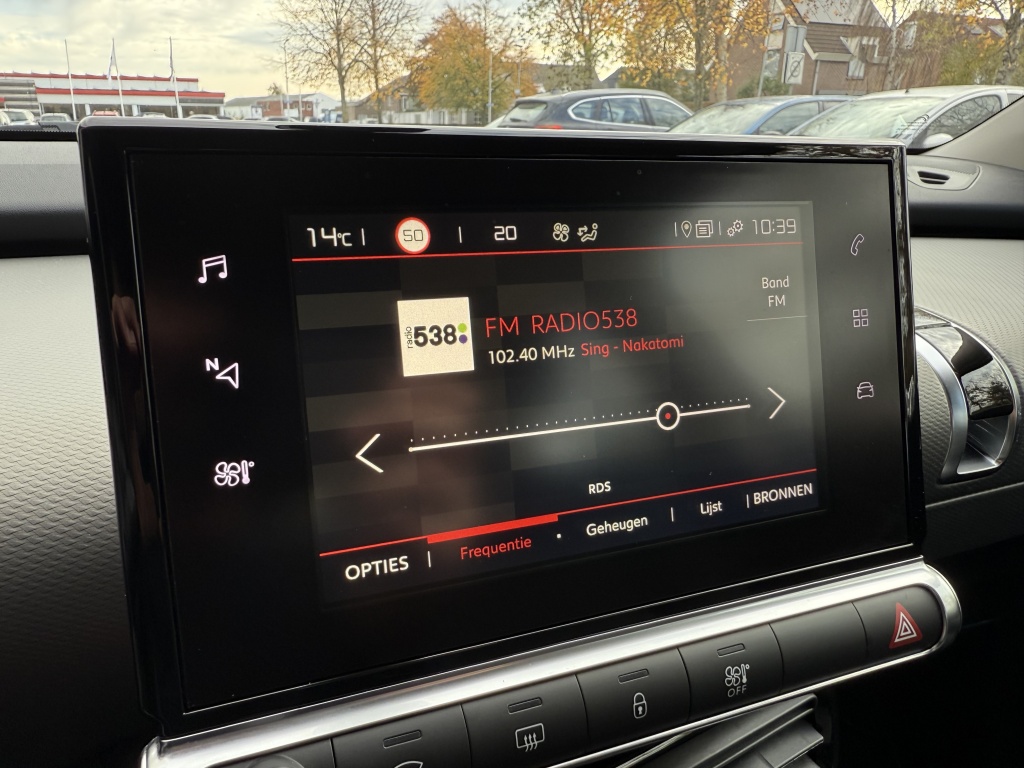 14°C | 50 | 20 | | 10:39
Band
FM
radio
538
FM RADIO538
102.40 MHz Sing - Nakatomi
N
RDS
OPTIES | Frequentie · Geheugen | Lijst | BRONNEN
OFF